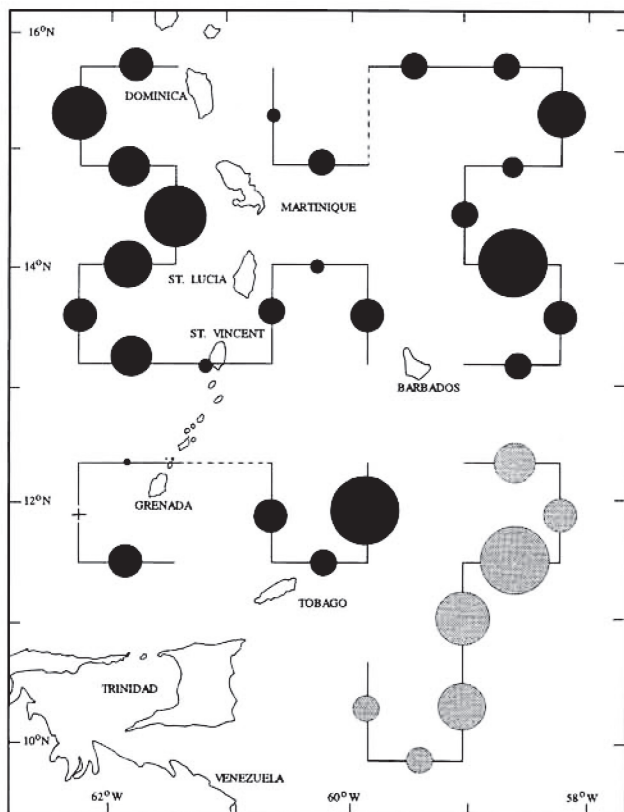 16°N
DOMINICA
MARTINIQUE
14°N
ST. LUCIA
ST. VINCENT
BARBADOS
12°N
GRENADA
TOBAGO
TRINIDAD
10°N
VENEZUELA
62°W
60°W
58°W